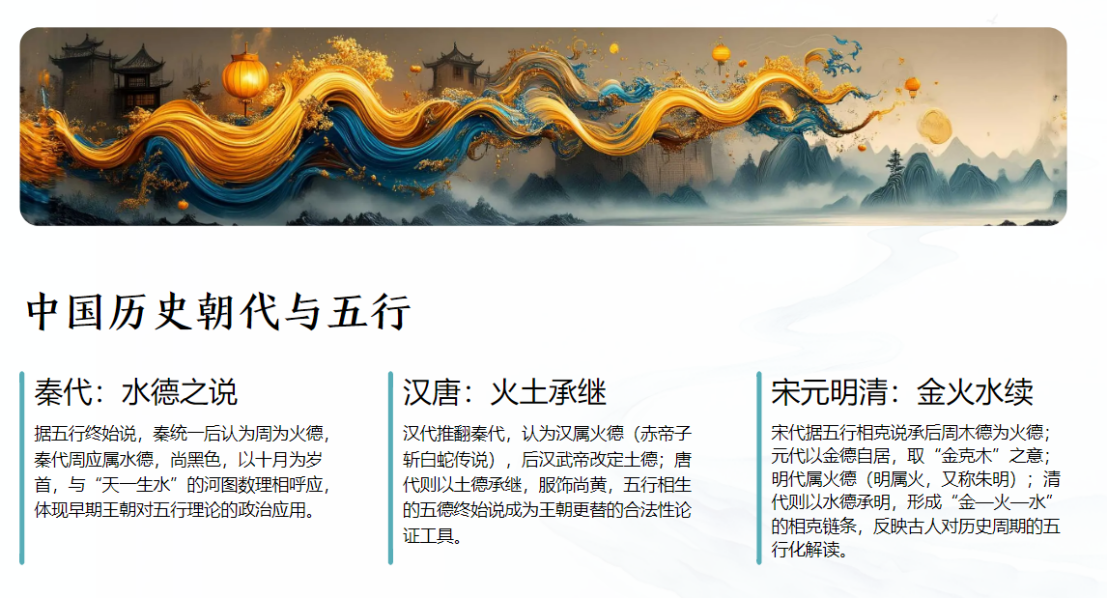 中国历史朝代与五行
秦代：水德之说
据五行终始说，秦统一后认为周为火德，
秦代周应属水德，尚黑色，以十月为岁
首，与“天一生水”的河图数理相呼应，
体现早期王朝对五行理论的政治应用。
汉唐：火土承继
汉代推翻秦代，认为汉属火德（赤帝子
斩白蛇传说），后汉武帝改定土德；唐
代则以土德承继，服饰尚黄，五行相生
的五德终始说成为王朝更替的合法性论
证工具。
宋元明清：金火水续
宋代据五行相克说承后周木德为火德；
元代以金德自居，取“金克木”之意；
明代属火德（明属火，又称朱明）；清
代则以水德承明，形成“金—火—水”
的相克链条，反映古人对历史周期的五
行化解读。